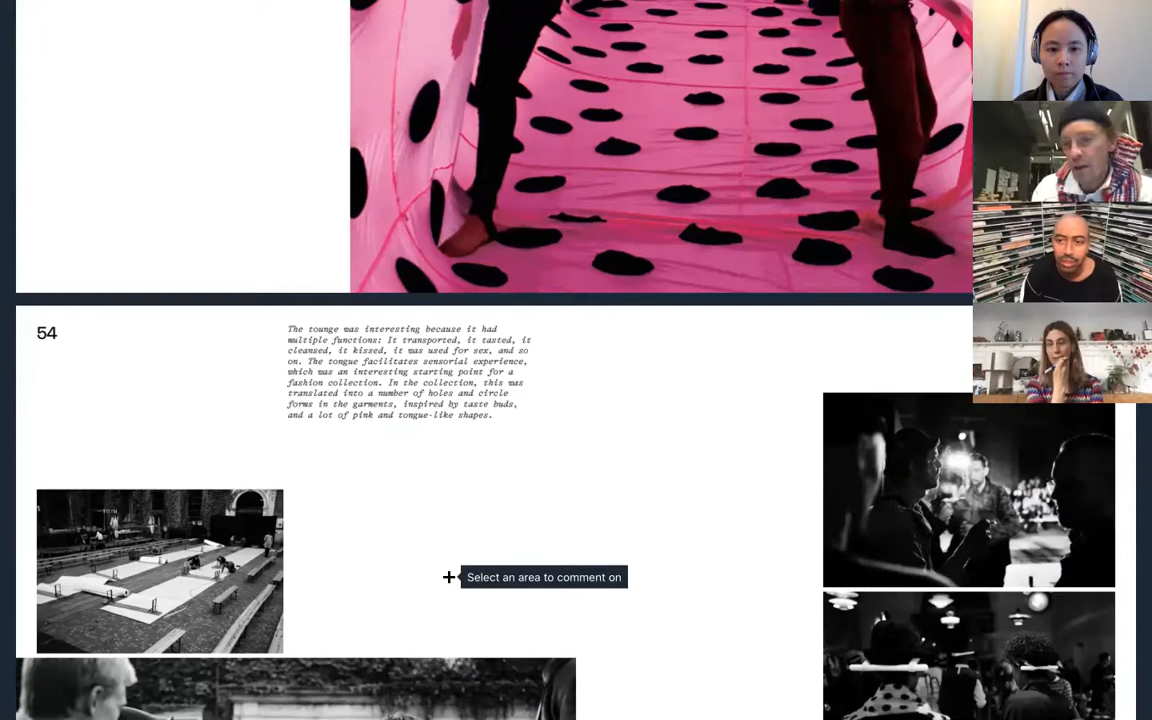 54
The tounge was interesting because it had
multiple functions: It transported, it tasted, it
cleansed, it kissed, it was used for sex, and so
on. The tongue facilitates sensorial experience,
which was an interesting starting point for a
fashion collection. In the collection, this was
translated into a number of holes and circle
forms in the garments, inspired by taste buds,
and a lot of pink and tongue-like shapes.
Select an area to comment on